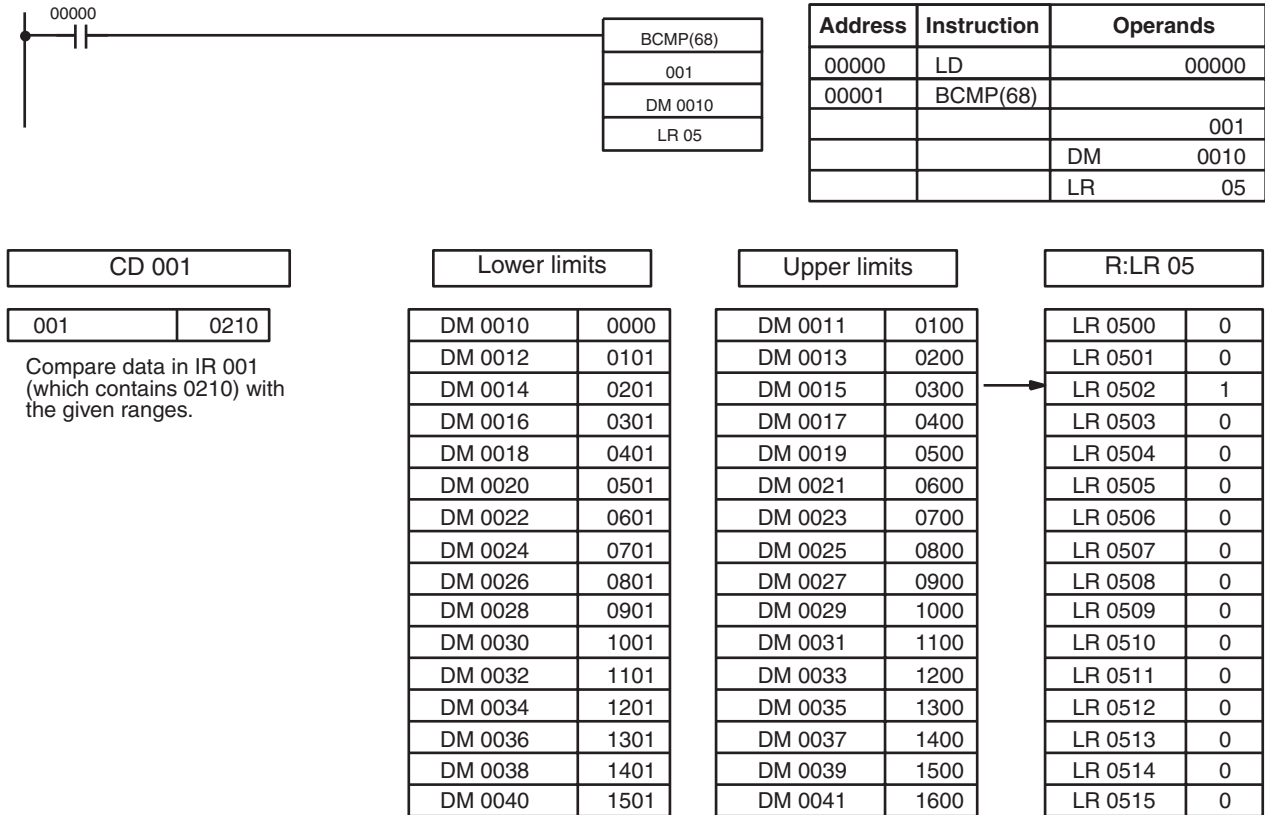 00000
BCMP(68)
001
DM 0010
LR 05
Address Instruction Operands
00000 LD 00000
00001 BCMP(68)
001
DM 0010
LR 05
CD 001
001 0210
Compare data in IR 001
(which contains 0210) with
the given ranges.
Lower limits Upper limits R:LR 05
DM 0010 0000 DM 0011 0100 LR 0500 0
DM 0012 0101 DM 0013 0200 LR 0501 0
DM 0014 0201 DM 0015 0300 LR 0502 1
DM 0016 0301 DM 0017 0400 LR 0503 0
DM 0018 0401 DM 0019 0500 LR 0504 0
DM 0020 0501 DM 0021 0600 LR 0505 0
DM 0022 0601 DM 0023 0700 LR 0506 0
DM 0024 0701 DM 0025 0800 LR 0507 0
DM 0026 0801 DM 0027 0900 LR 0508 0
DM 0028 0901 DM 0029 1000 LR 0509 0
DM 0030 1001 DM 0031 1100 LR 0510 0
DM 0032 1101 DM 0033 1200 LR 0511 0
DM 0034 1201 DM 0035 1300 LR 0512 0
DM 0036 1301 DM 0037 1400 LR 0513 0
DM 0038 1401 DM 0039 1500 LR 0514 0
DM 0040 1501 DM 0041 1600 LR 0515 0